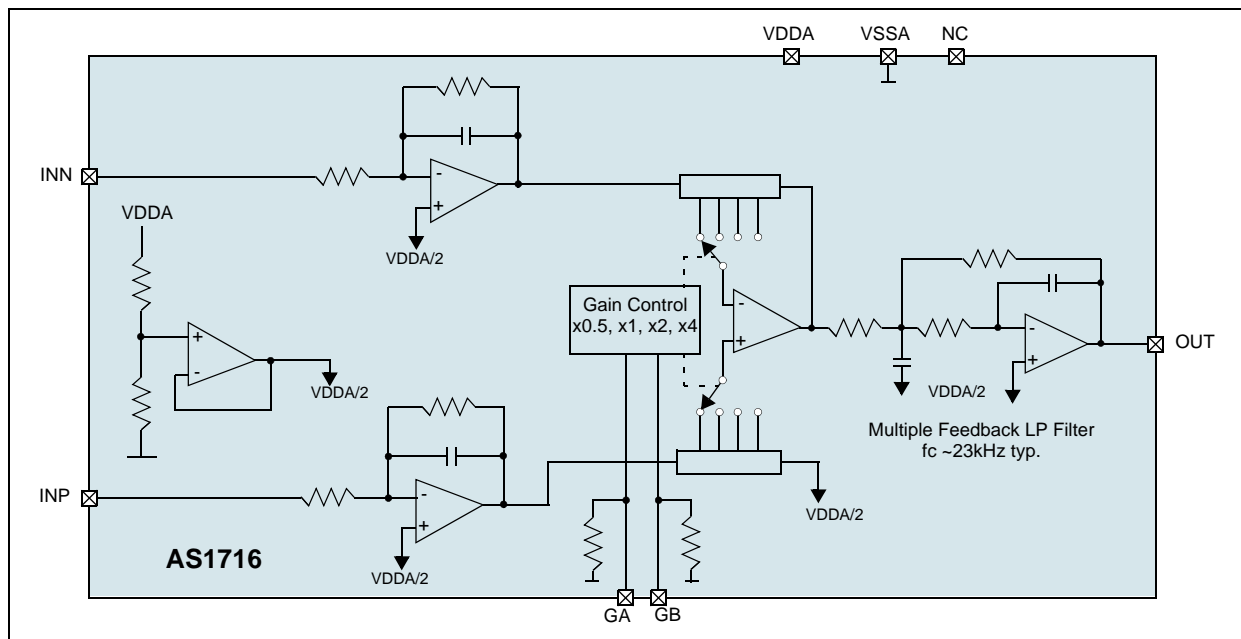 VDDA VSSA NC
INN
-
+
VDDA/2
VDDA
Gain Control
x0.5, x1, x2, x4
-
+
+
-
VDDA/2
-
+
VDDA/2
OUT
Multiple Feedback LP Filter
fc ~23kHz typ.
INP
-
+
VDDA/2
VDDA/2
AS1716
GA GB